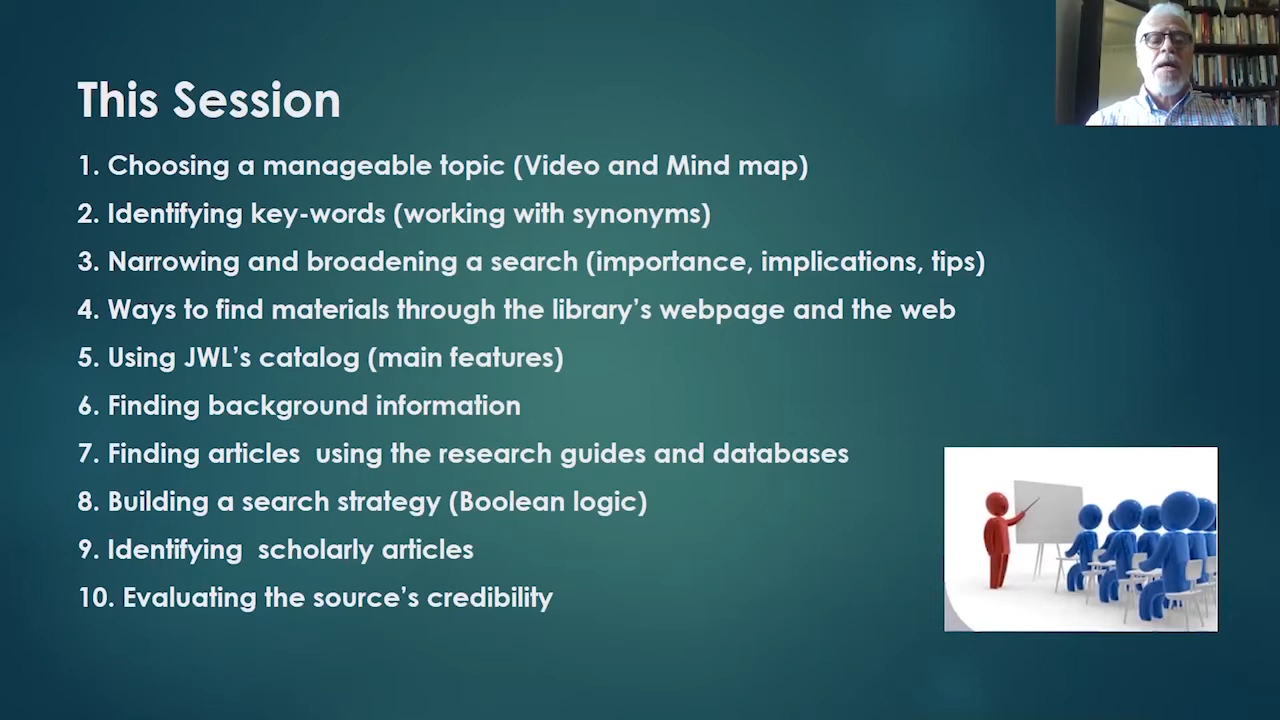 This Session
1. Choosing a manageable topic (Video and Mind map)
2. Identifying key-words (working with synonyms)
3. Narrowing and broadening a search (importance, implications, tips)
4. Ways to find materials through the library’s webpage and the web
5. Using JWL’s catalog (main features)
6. Finding background information
7. Finding articles  using the research guides and databases
8. Building a search strategy (Boolean logic)
9. Identifying  scholarly articles
10. Evaluating the source’s credibility